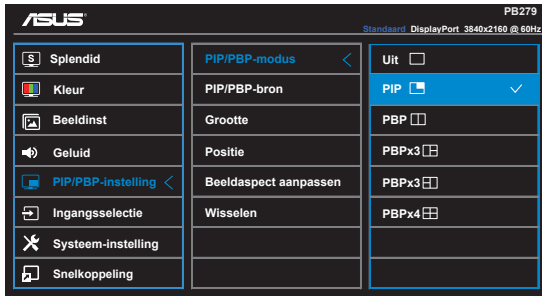 ASUS
PB279
Standaard DisplayPort 3840x2160 @ 60Hz
S Splendid
Kleur
Beeldinst
Geluid
PIP/PBP-instelling
Ingangsselectie
Systeem-instelling
Snelkoppeling
PIP/PBP-modus
PIP/PBP-bron
Grootte
Positie
Beeldaspect aanpassen
Wisselen
Uit
PIP
PBP
PBPx3
PBPx3
PBPx4